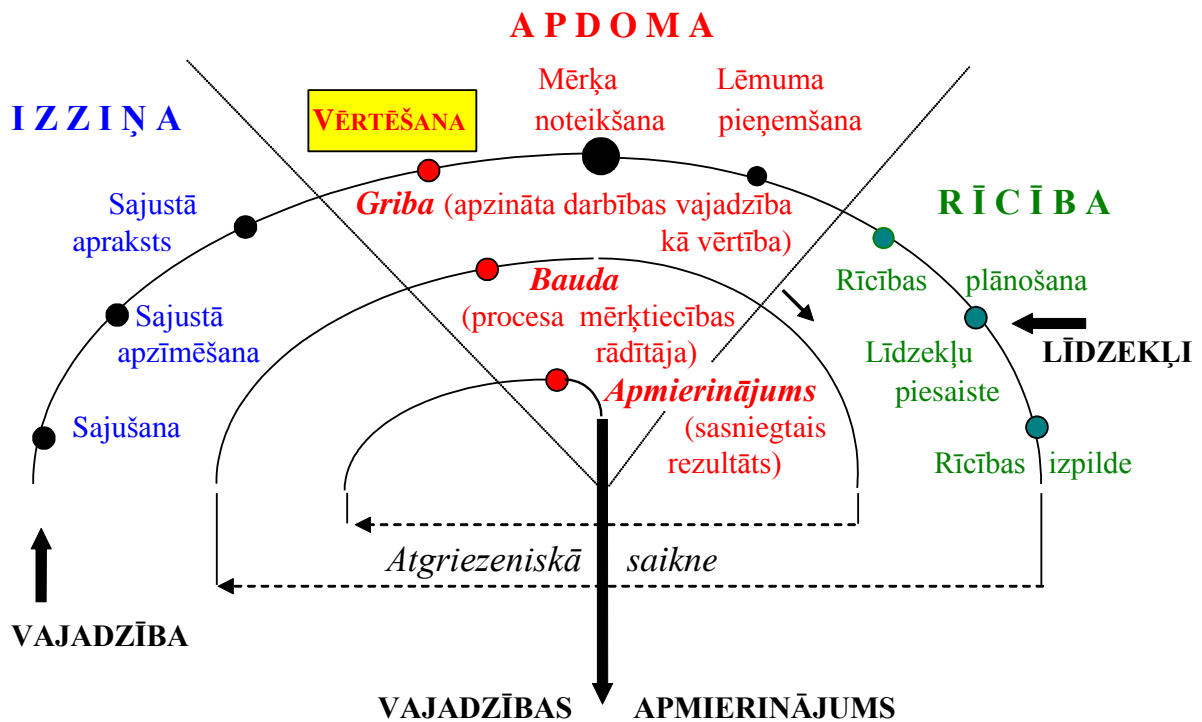 A P D O M A
I Z Z I Ņ A
VĒRTĒŠANA
Mērķa
noteikšana
Lēmuma
pieņemšana
R Ī C Ī B A
Sajustā
apraksts
Griba (apzināta darbības vajadzība
kā vērtība)
Sajustā
apzīmēšana
Bauda
(procesa mērķtiecības
rādītāja)
Rīcības plānošana
LĪDZEKĻI
Līdzekļu
piesaiste
Sajušana
Apmierinājums
(sasniegtais
rezultāts)
Rīcības izpilde
Atgriezeniskā saikne
VAJADZĪBA
VAJADZĪBAS APMIERINĀJUMS